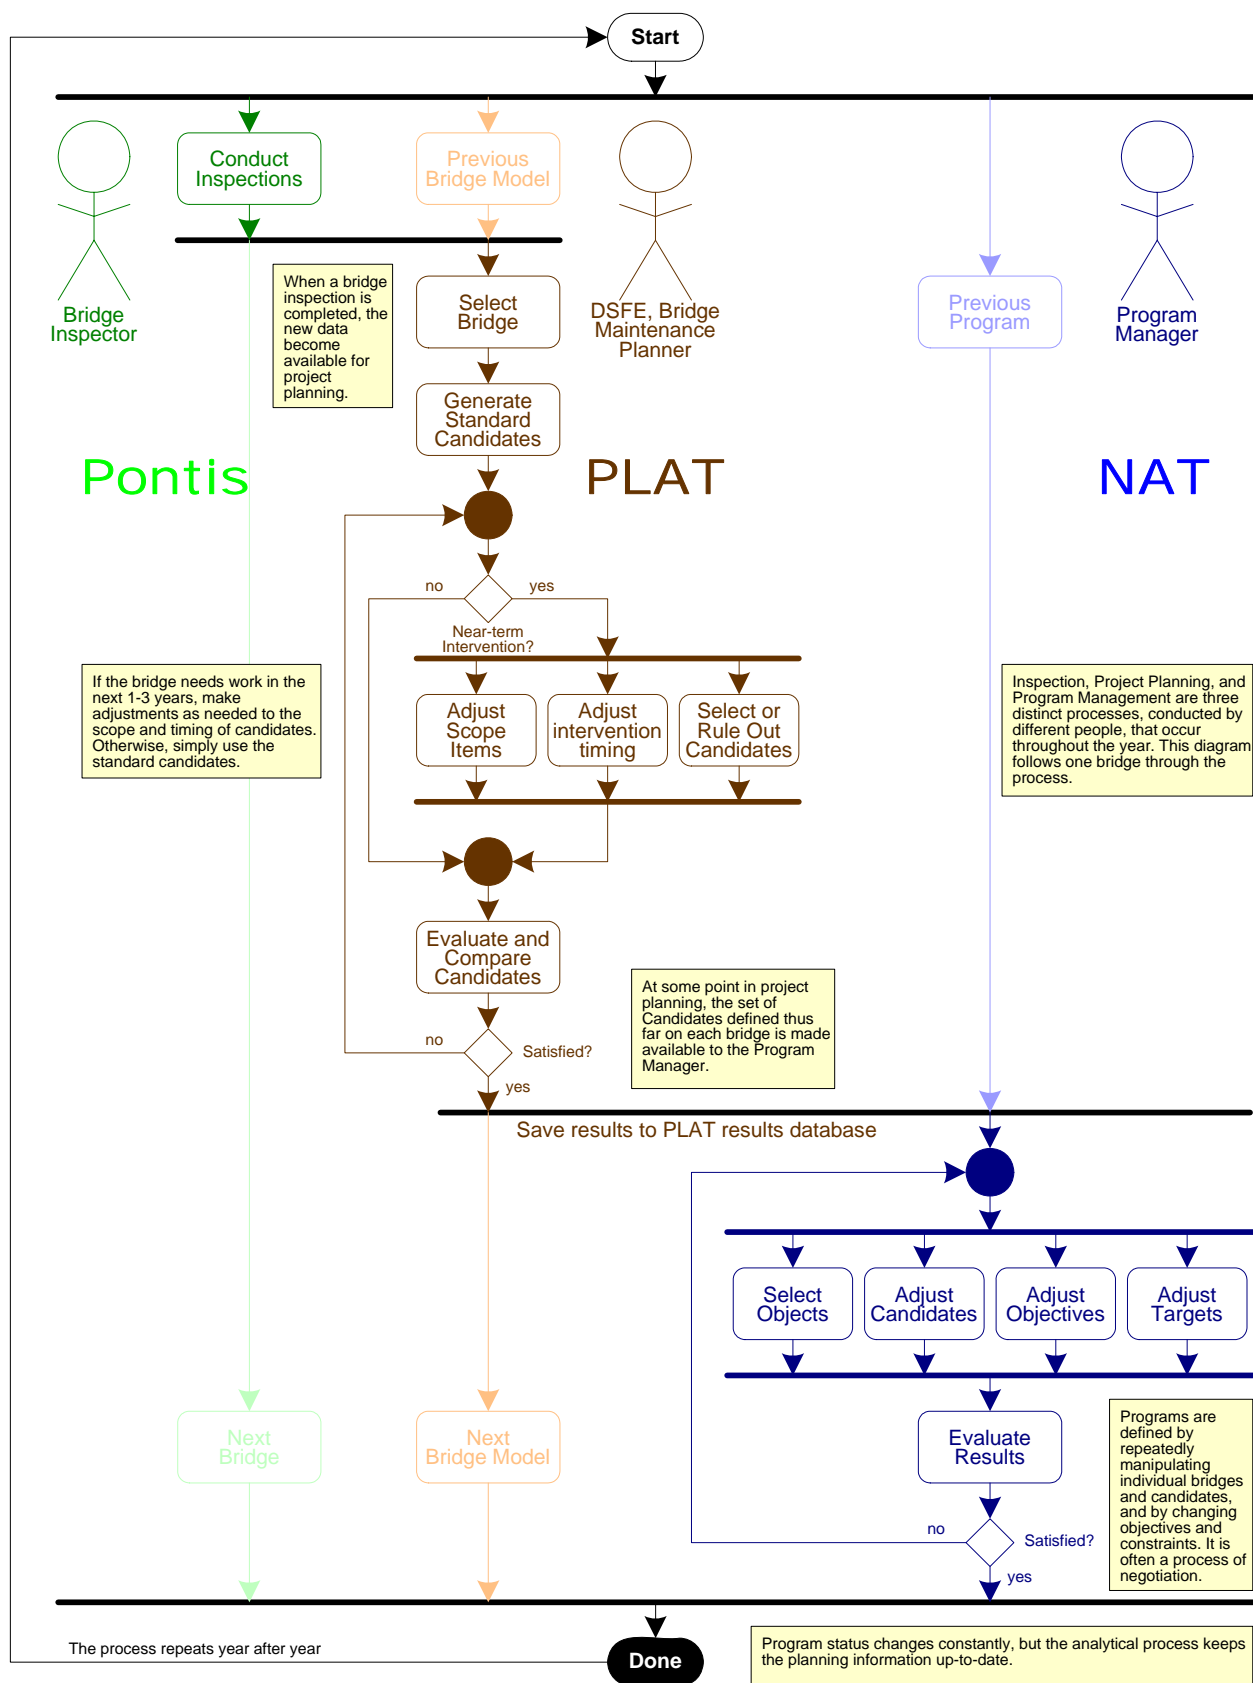 Start
Conduct
Inspections
Previous
Bridge Model
Bridge
Inspector
When a bridge
inspection is
completed, the
new data
become
available for
project
planning.
Select
Bridge
DSFE, Bridge
Maintenance
Planner
Previous
Program
Program
Manager
Generate
Standard
Candidates
Pontis
PLAT
NAT
no
yes
Near-term
Intervention?
If the bridge needs work in the
next 1-3 years, make
adjustments as needed to the
scope and timing of candidates.
Otherwise, simply use the
standard candidates.
Adjust
Scope
Items
Adjust
intervention
timing
Select or
Rule Out
Candidates
Inspection, Project Planning, and
Program Management are three
distinct processes, conducted by
different people, that occur
throughout the year. This diagram
follows one bridge through the
process.
Evaluate and
Compare
Candidates
At some point in project
planning, the set of
Candidates defined thus
far on each bridge is made
available to the Program
Manager.
no
Satisfied?
yes
Save results to PLAT results database
Select
Objects
Adjust
Candidates
Adjust
Objectives
Adjust
Targets
Next
Bridge
Next
Bridge Model
Evaluate
Results
Programs are
defined by
repeatedly
manipulating
individual bridges
and candidates,
and by changing
objectives and
constraints. It is
often a process of
negotiation.
no
Satisfied?
yes
The process repeats year after year
Done
Program status changes constantly, but the analytical process keeps
the planning information up-to-date.